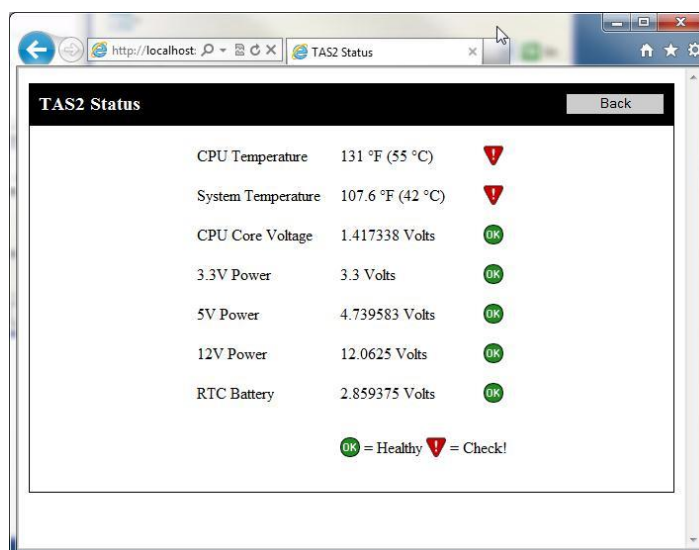 http://localhost: TAS2 Status
TAS2 Status Back
CPU Temperature 131 °F (55 °C) !
System Temperature 107.6 °F (42 °C) !
CPU Core Voltage 1.417338 Volts OK
3.3V Power 3.3 Volts OK
5V Power 4.739583 Volts OK
12V Power 12.0625 Volts OK
RTC Battery 2.859375 Volts OK
OK = Healthy ! = Check!